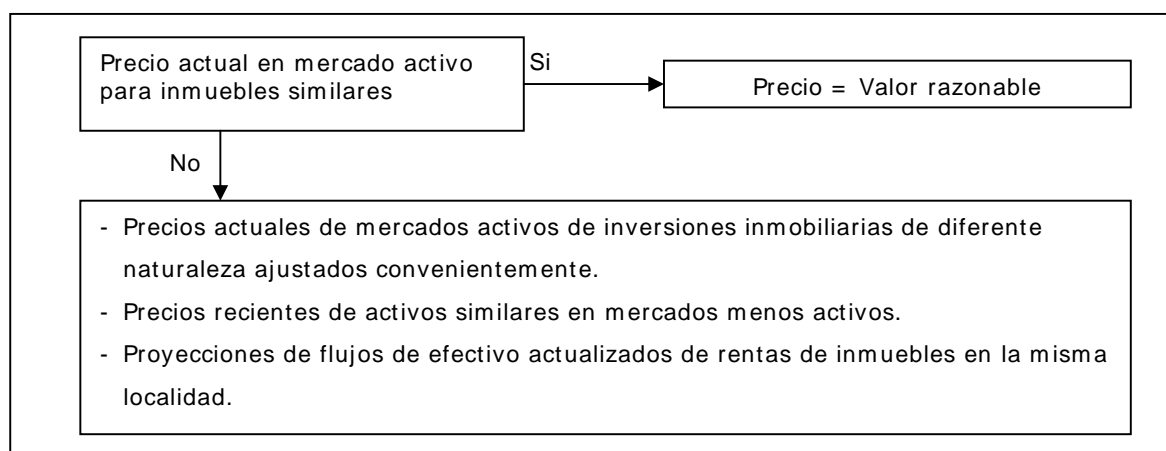 Precio actual en mercado activo
para inmuebles similares
Si
Precio = Valor razonable
No
- Precios actuales de mercados activos de inversiones inmobiliarias de diferente
naturaleza ajustados convenientemente.
- Precios recientes de activos similares en mercados menos activos.
- Proyecciones de flujos de efectivo actualizados de rentas de inmuebles en la misma
localidad.